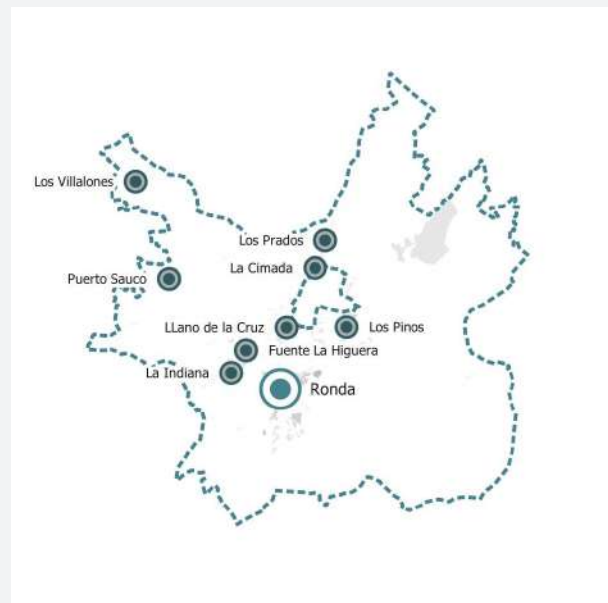 Los Villalones
Los Prados
La Cimada
Puerto Sauco
LLano de la Cruz
Los Pinos
Fuente La Higuera
La Indiana
Ronda